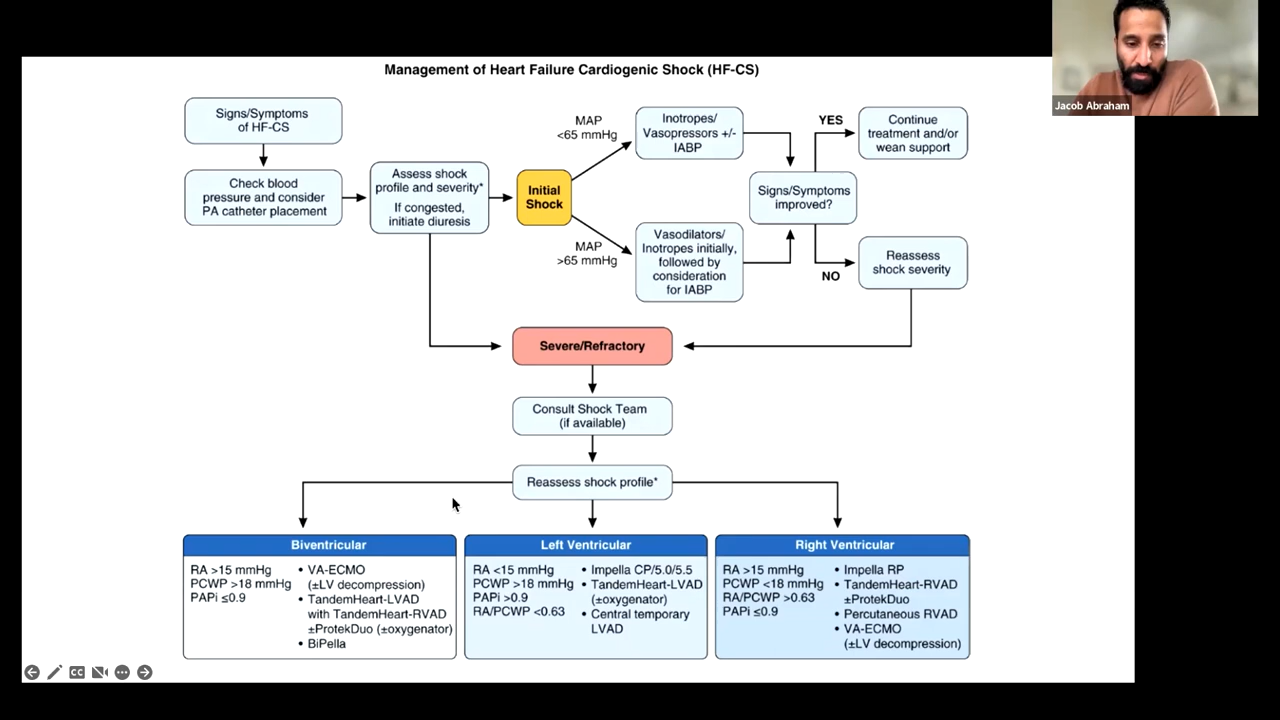 Management of Heart Failure Cardiogenic Shock (HF-CS)
Jacob Abraham
Signs/Symptoms
of HF-CS
Check blood
pressure and consider
PA catheter placement
Assess shock
profile and severity*
If congested,
initiate diuresis
Initial
Shock
MAP
<65 mmHg
MAP
>65 mmHg
Inotropes/
Vasopressors +/-
IABP
Vasodilators/
Inotropes initially,
followed by
consideration
for IABP
Signs/Symptoms
improved?
YES
NO
Continue
treatment and/or
wean support
Reassess
shock severity
Severe/Refractory
Consult Shock Team
(if available)
Reassess shock profile*
Biventricular
RA >15 mmHg
PCWP >18 mmHg
PAPi ≤0.9
• VA-ECMO
(±LV decompression)
• TandemHeart-LVAD
with TandemHeart-RVAD
±ProtekDuo (±oxygenator)
• BiPella
Left Ventricular
RA <15 mmHg
PCWP >18 mmHg
PAPi >0.9
RA/PCWP <0.63
• Impella CP/5.0/5.5
• TandemHeart-LVAD
(±oxygenator)
• Central temporary
LVAD
Right Ventricular
RA >15 mmHg
PCWP <18 mmHg
RA/PCWP >0.63
PAPi ≤0.9
• Impella RP
• TandemHeart-RVAD
±ProtekDuo
• Percutaneous RVAD
• VA-ECMO
(±LV decompression)
CC